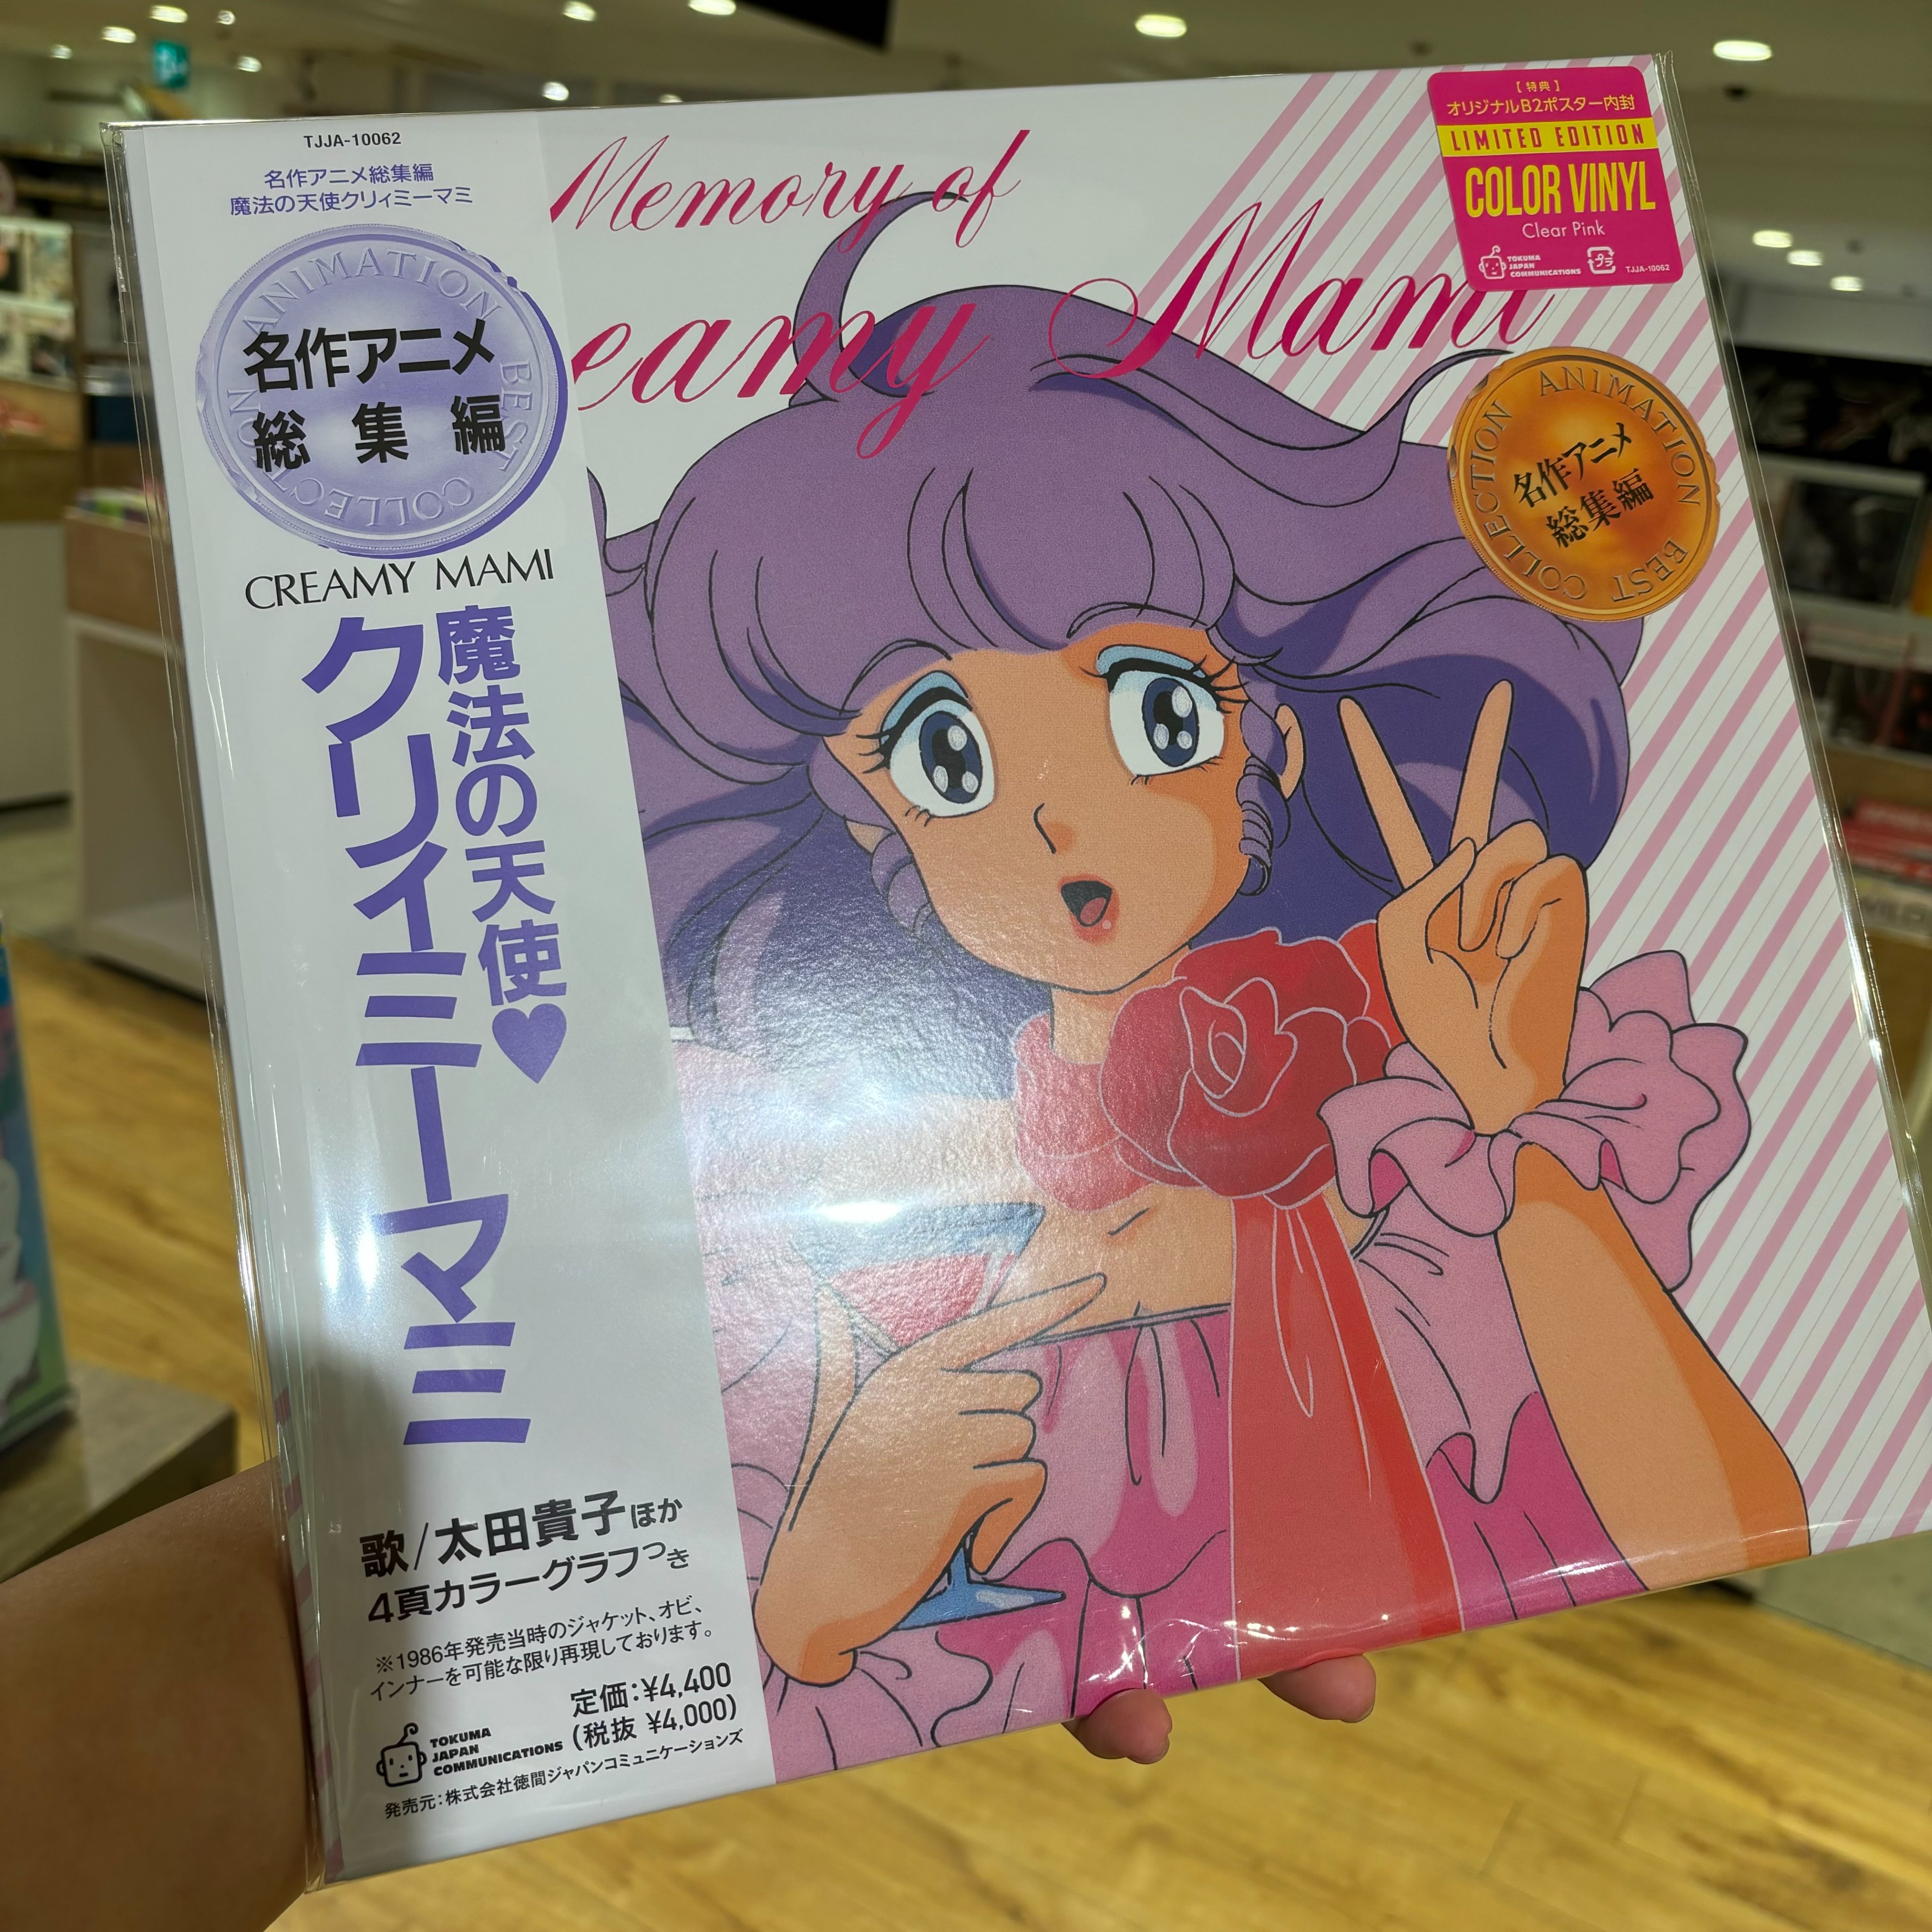 TJJA-10062
名作アニメ総集編
魔法の天使クリィミーマミ
ANIMATION BEST COLLECTION
名作アニメ
総集編
CREAMY MAMI
魔法の天使♥
クリィミーマミ
歌/太田貴子ほか
4頁カラーグラフつき
※1986年発売当時のジャケット、オビ、
インナーを可能な限り再現しております。
定価:¥4,400
(税抜 ¥4,000)
TOKUMA
JAPAN
COMMUNICATIONS
発売元:株式会社徳間ジャパンコミュニケーションズ
Memory of
eamy Mami
【特典】
オリジナルB2ポスター内封
LIMITED EDITION
COLOR VINYL
Clear Pink
TOKUMA
JAPAN
COMMUNICATIONS
プラ
TJJA-10062
ANIMATION BEST COLLECTION
名作アニメ
総集編